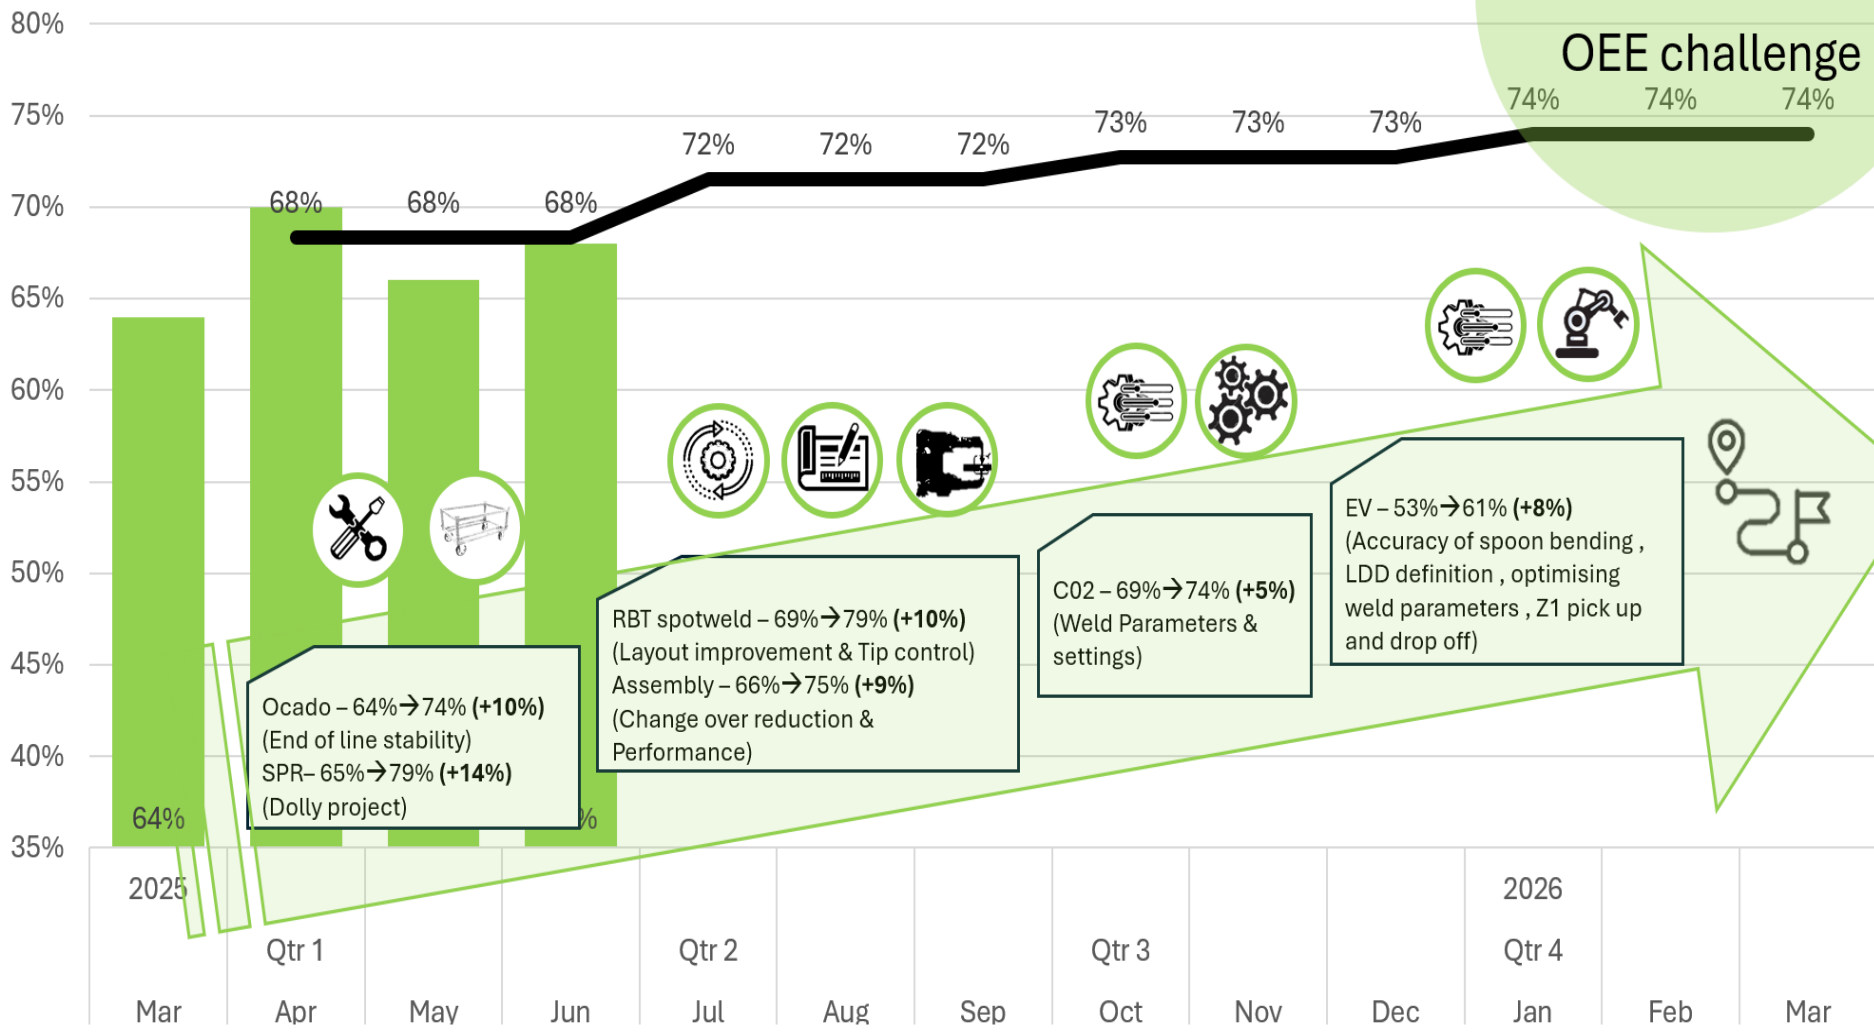 OEE challenge
80%
75%
70%
65%
60%
55%
50%
45%
40%
35%
68%
68%
68%
72%
72%
72%
73%
73%
73%
74%
74%
74%
64%
%
Ocado – 64%→74% (+10%)
(End of line stability)
SPR– 65%→79% (+14%)
(Dolly project)
RBT spotweld – 69%→79% (+10%)
(Layout improvement & Tip control)
Assembly – 66%→75% (+9%)
(Change over reduction &
Performance)
C02 – 69%→74% (+5%)
(Weld Parameters &
settings)
EV – 53%→61% (+8%)
(Accuracy of spoon bending ,
LDD definition , optimising
weld parameters , Z1 pick up
and drop off)
2025
2026
Qtr 1
Qtr 2
Qtr 3
Qtr 4
Mar
Apr
May
Jun
Jul
Aug
Sep
Oct
Nov
Dec
Jan
Feb
Mar